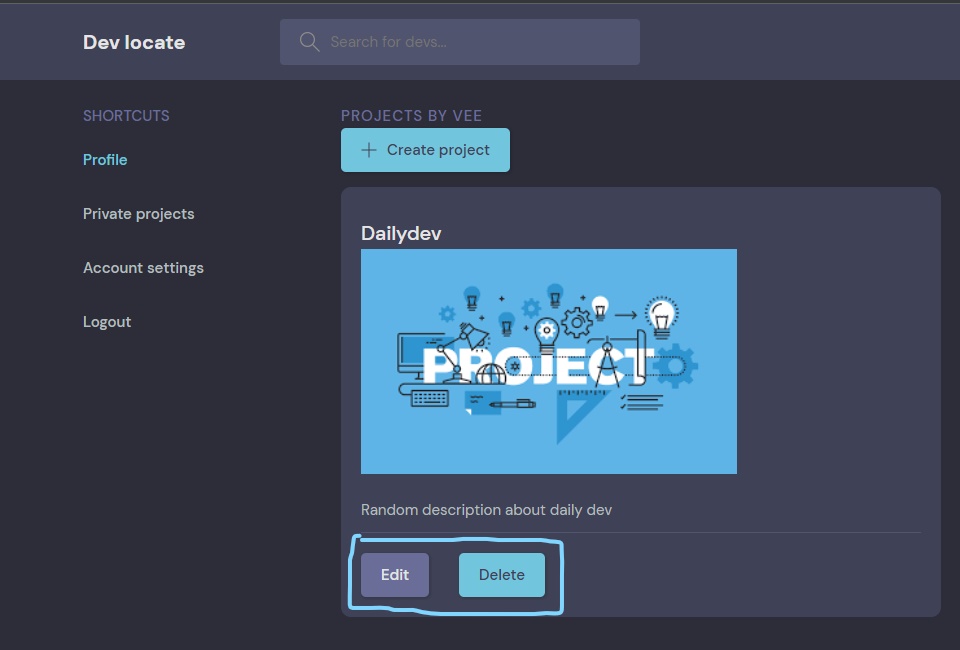 Dev locate
Search for devs...
SHORTCUTS
Profile
Private projects
Account settings
Logout
PROJECTS BY VEE
Create project
Dailydev
PROJECT
Random description about daily dev
Edit
Delete